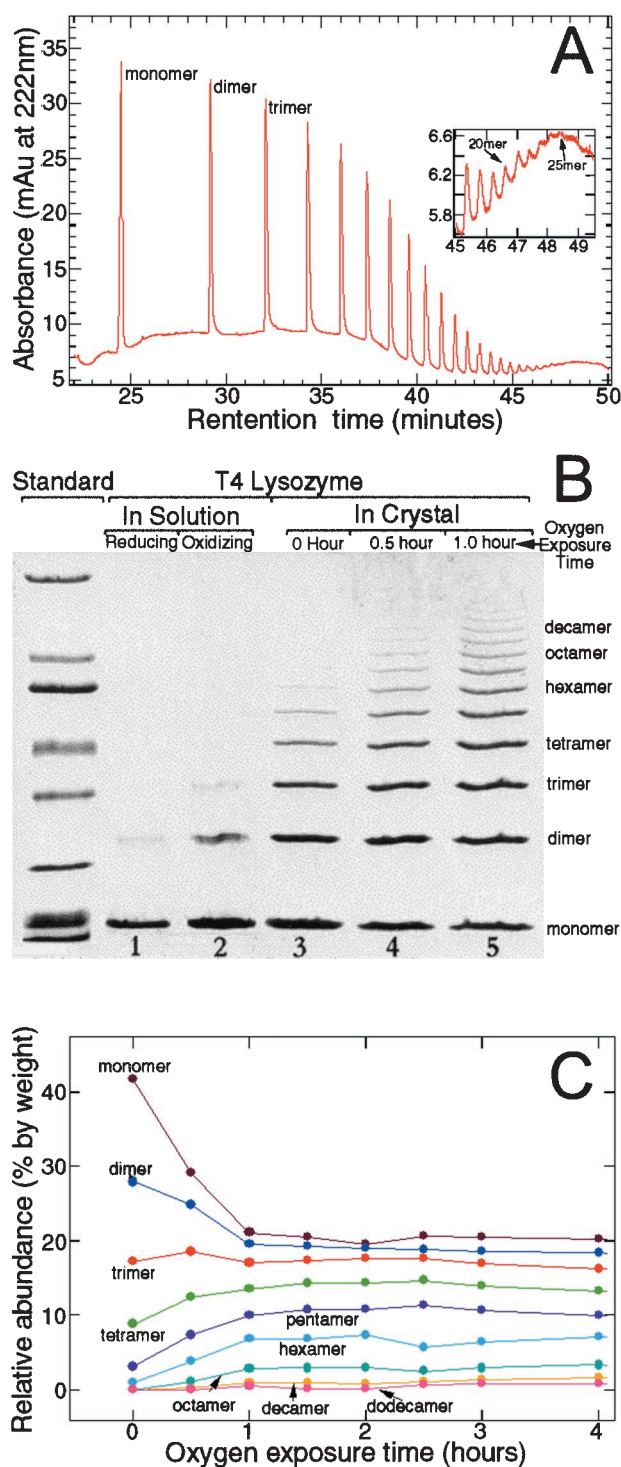 A
35
30
25
20
15
10
5
Absorbance (mAu at 222nm)
monomer
dimer
trimer
6.6
6.2
5.8
20mer
25mer
45 46 47 48 49
25 30 35 40 45 50
Rentention time (minutes)
B
Standard
T4 Lysozyme
In Solution
In Crystal
Reducing Oxidizing
0 Hour 0.5 hour 1.0 hour
Oxygen
Exposure
Time
decamer
octamer
hexamer
tetramer
trimer
dimer
monomer
1 2 3 4 5
C
Relative abundance (% by weight)
40
30
20
10
0
monomer
dimer
trimer
tetramer
pentamer
hexamer
octamer
decamer
dodecamer
0 1 2 3 4
Oxygen exposure time (hours)